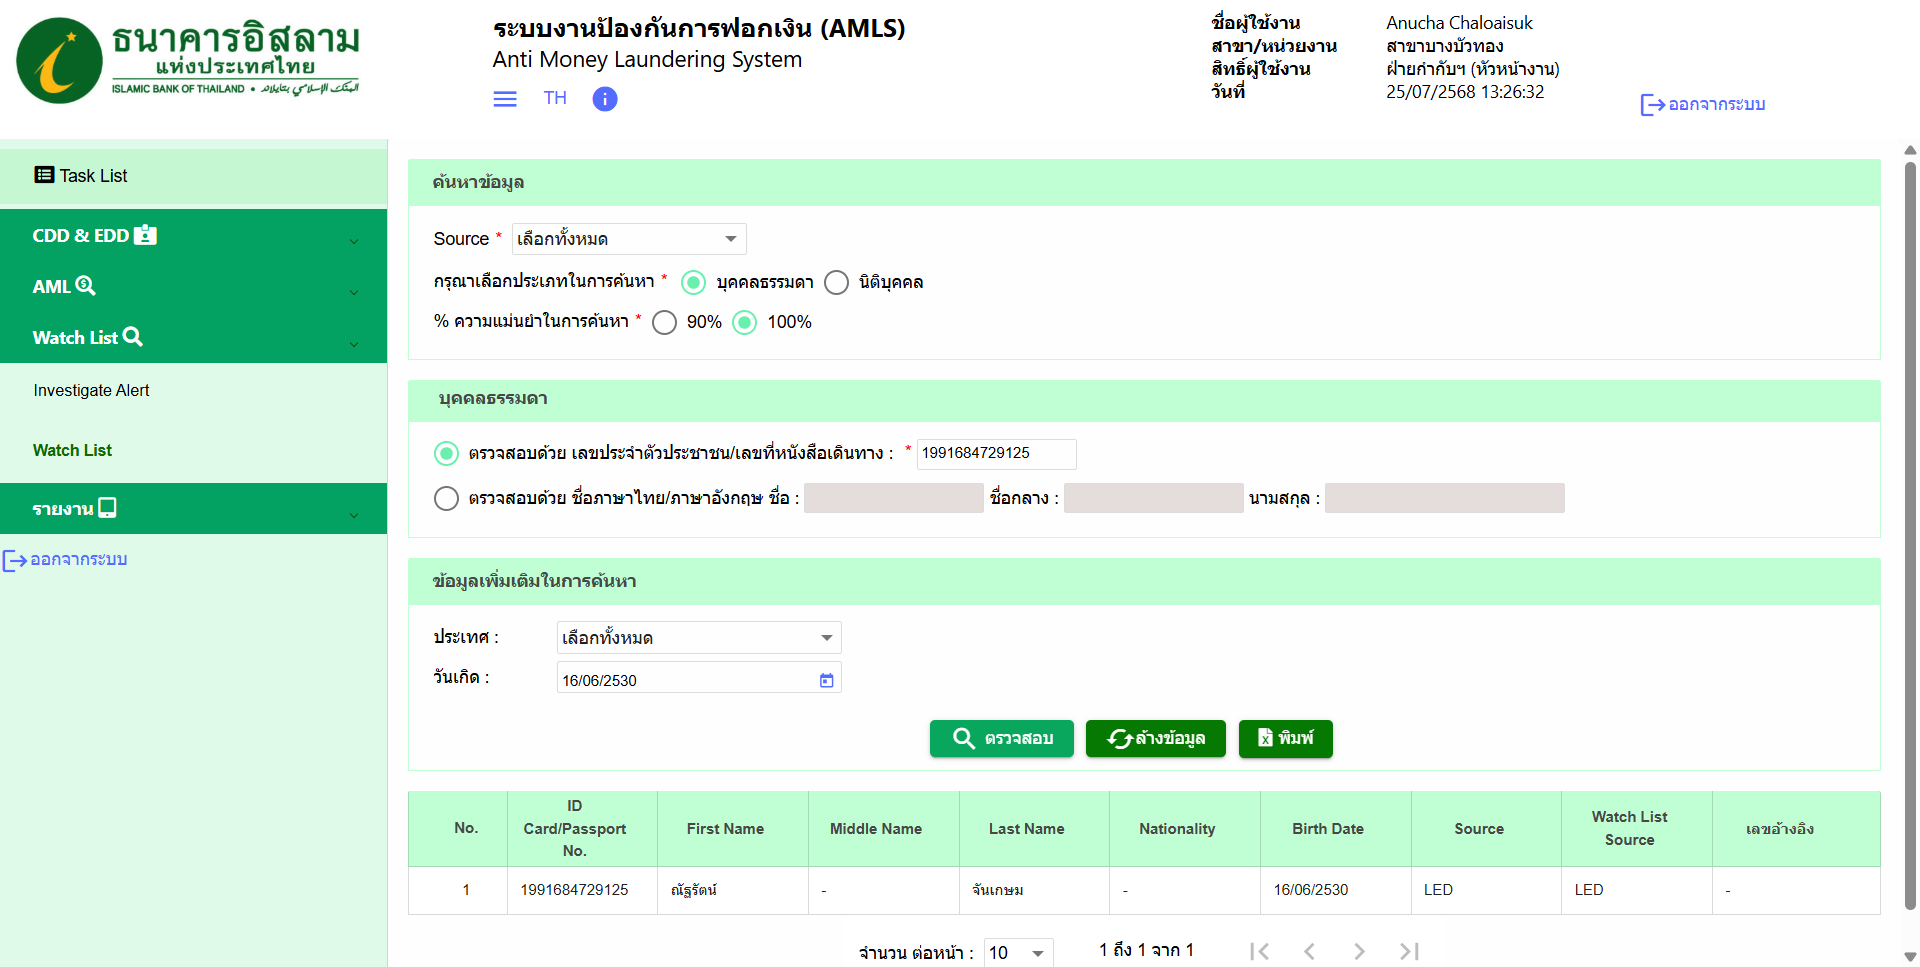 ธนาคารอิสลาม
แห่งประเทศไทย
ISLAMIC BANK OF THAILAND •
ระบบงานป้องกันการฟอกเงิน (AMLS)
Anti Money Laundering System
TH
ชื่อผู้ใช้งาน Anucha Chaloaisuk
สาขา/หน่วยงาน สาขาบางบัวทอง
สิทธิ์ผู้ใช้งาน ฝ่ายกำกับฯ (หัวหน้างาน)
วันที่ 25/07/2568 13:26:32
ออกจากระบบ
Task List
CDD & EDD
AML
Watch List
Investigate Alert
Watch List
รายงาน
ออกจากระบบ
ค้นหาข้อมูล
Source * เลือกทั้งหมด
กรุณาเลือกประเภทในการค้นหา * บุคคลธรรมดา นิติบุคคล
% ความแม่นยำในการค้นหา * 90% 100%
บุคคลธรรมดา
ตรวจสอบด้วย เลขประจำตัวประชาชน/เลขที่หนังสือเดินทาง : * 1991684729125
ตรวจสอบด้วย ชื่อภาษาไทย/ภาษาอังกฤษ ชื่อ : ชื่อกลาง : นามสกุล :
ข้อมูลเพิ่มเติมในการค้นหา
ประเทศ : เลือกทั้งหมด
วันเกิด : 16/06/2530
ตรวจสอบ ล้างข้อมูล พิมพ์
No. ID Card/Passport No. First Name Middle Name Last Name Nationality Birth Date Source Watch List Source เลขอ้างอิง
1 1991684729125 ณัฐรัตน์ - จันเกษม - 16/06/2530 LED LED -
จำนวน ต่อหน้า : 10 1 ถึง 1 จาก 1